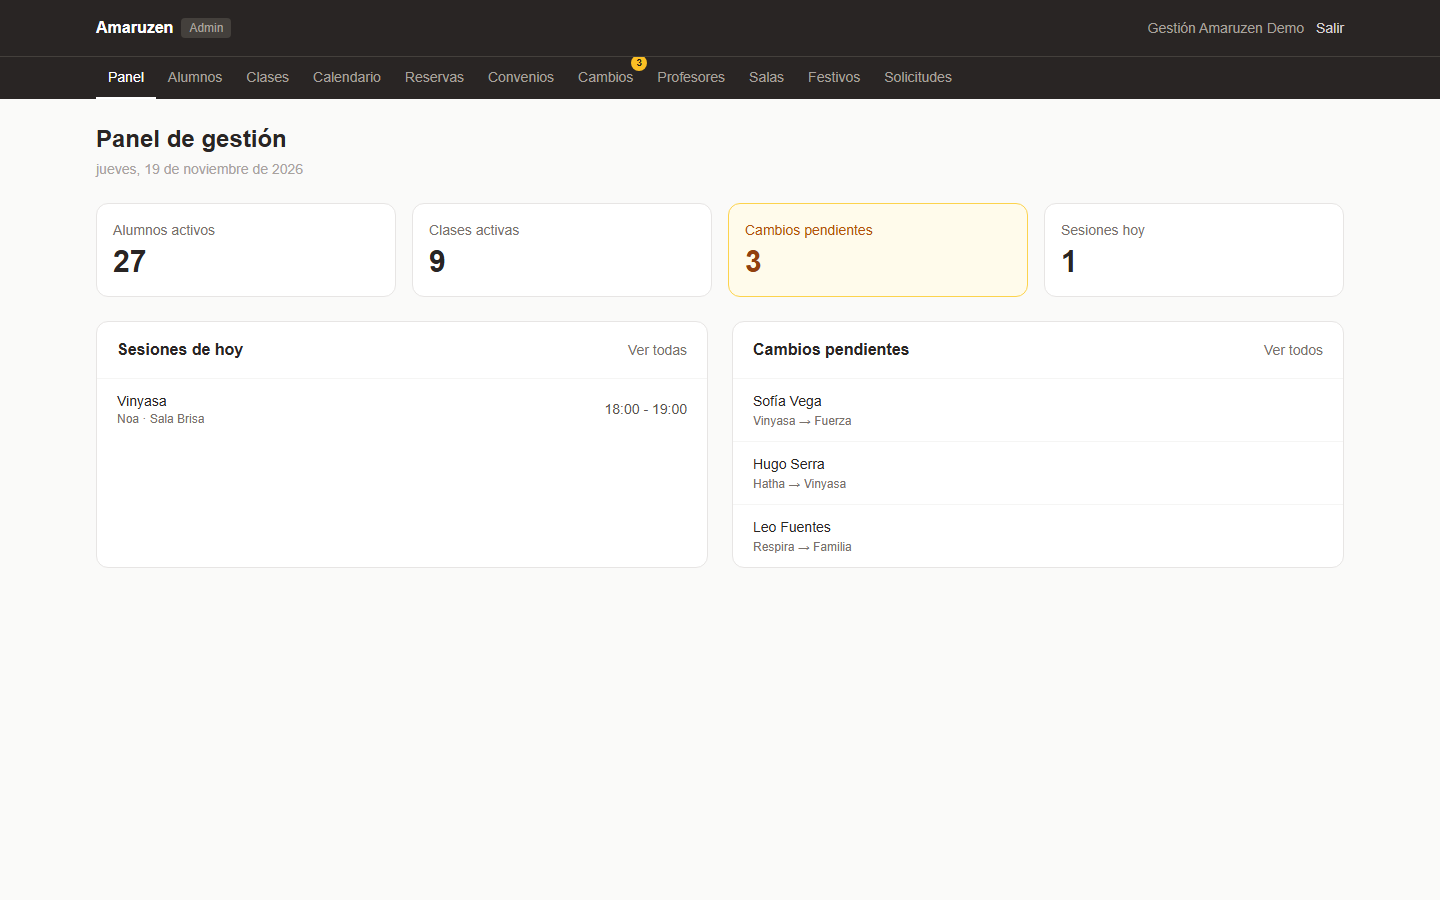 Amaruzen Admin
Gestión Amaruzen Demo Salir
Panel Alumnos Clases Calendario Reservas Convenios Cambios 3 Profesores Salas Festivos Solicitudes
Panel de gestión
jueves, 19 de noviembre de 2026
Alumnos activos
27
Clases activas
9
Cambios pendientes
3
Sesiones hoy
1
Sesiones de hoy Ver todas
Vinyasa
Noa · Sala Brisa
18:00 - 19:00
Cambios pendientes Ver todos
Sofía Vega
Vinyasa → Fuerza
Hugo Serra
Hatha → Vinyasa
Leo Fuentes
Respira → Familia